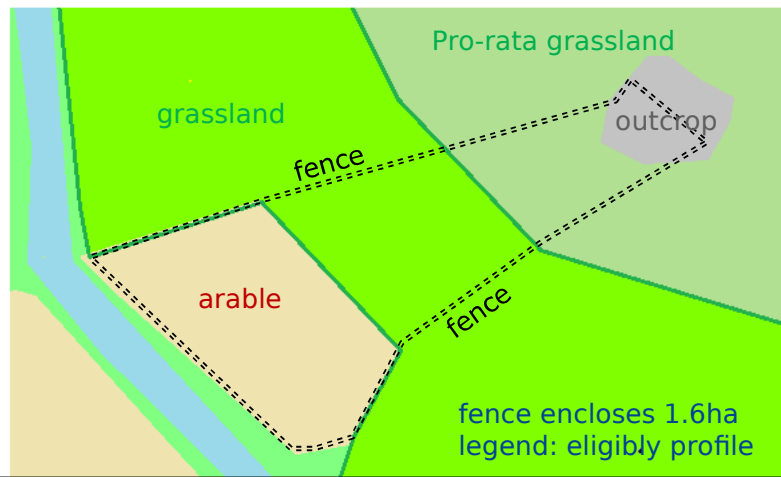 Pro-rata grassland
grassland
outcrop
fence
arable
fence
fence encloses 1.6ha
legend: eligibly profile